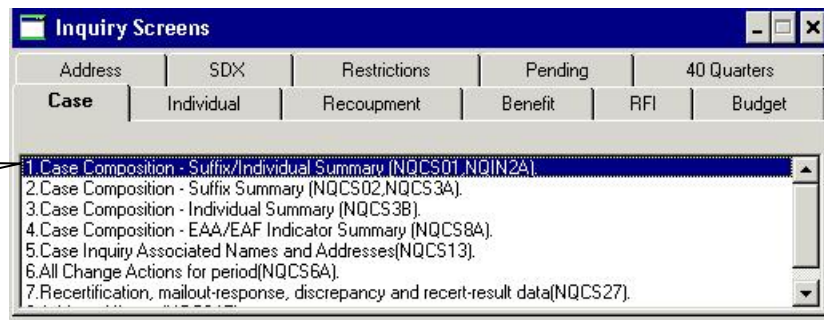 Inquiry Screens
Address SDX Restrictions Pending 40 Quarters
Case Individual Recoupment Benefit RFI Budget
1.Case Composition - Suffix/Individual Summary (NQCS01,NQIN2A).
2.Case Composition - Suffix Summary (NQCS02,NQCS3A).
3.Case Composition - Individual Summary (NQCS3B).
4.Case Composition - EAA/EAF Indicator Summary (NQCS8A).
5.Case Inquiry Associated Names and Addresses(NQCS13).
6.All Change Actions for period(NQCS6A).
7.Recertification, mailout-response, discrepancy and recert-result data(NQCS27).